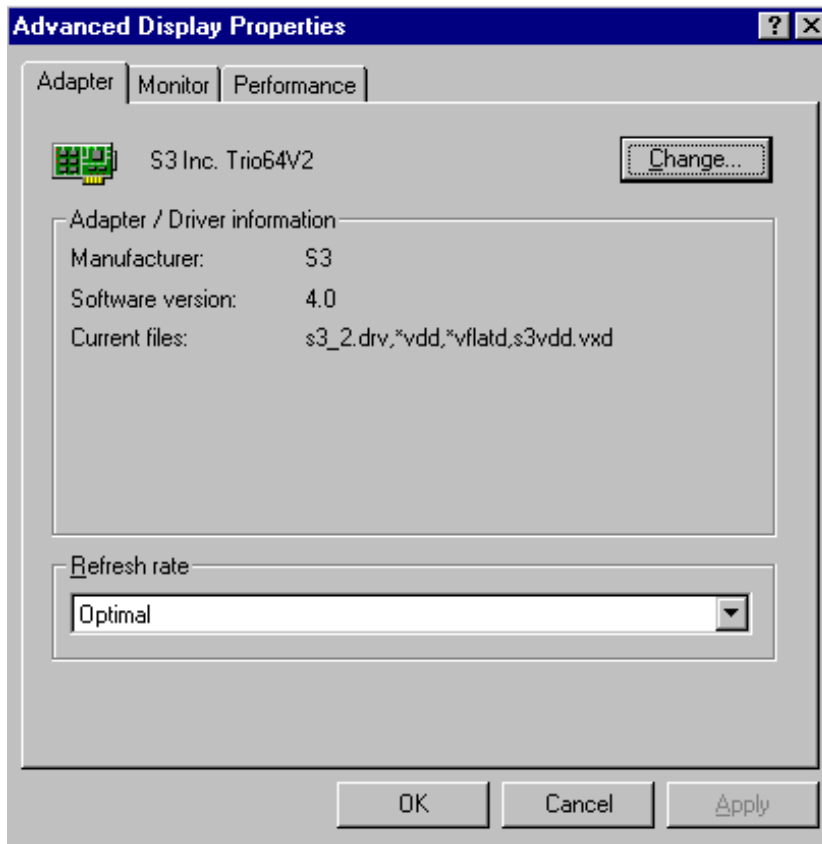 Advanced Display Properties
Adapter Monitor Performance
S3 Inc. Trio64V2 Change...
Adapter / Driver information
Manufacturer: S3
Software version: 4.0
Current files: s3_2.drv,*vdd,*vflatd,s3vdd.vxd
Refresh rate
Optimal
OK Cancel Apply